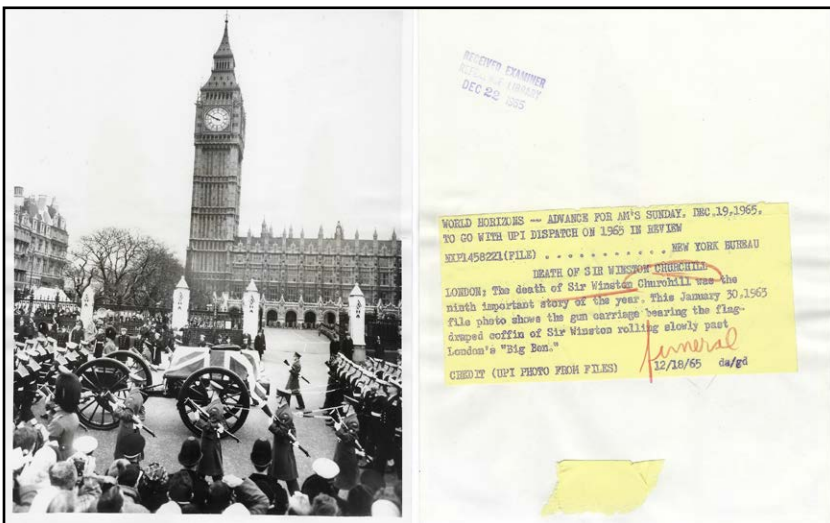 RECEIVED EXAMINER
REFERENCE LIBRARY
DEC 22 1965
WORLD HORIZONS -- ADVANCE FOR AM'S SUNDAY, DEC.19,1965,
TO GO WITH UPI DISPATCH ON 1965 IN REVIEW
(FILE) . . . . . . . . . . . . NEW YORK BUREAU
DEATH OF SIR WINSTON CHURCHILL
LONDON; The death of Sir Winston Churchill was the
ninth important story of the year. This January 30,1965
file photo shows the gun carriage bearing the flag-
draped coffin of Sir Winston rolling slowly past
London's "Big Ben."
funeral
CREDIT (UPI PHOTO FROM FILES) 12/18/65 da/gd